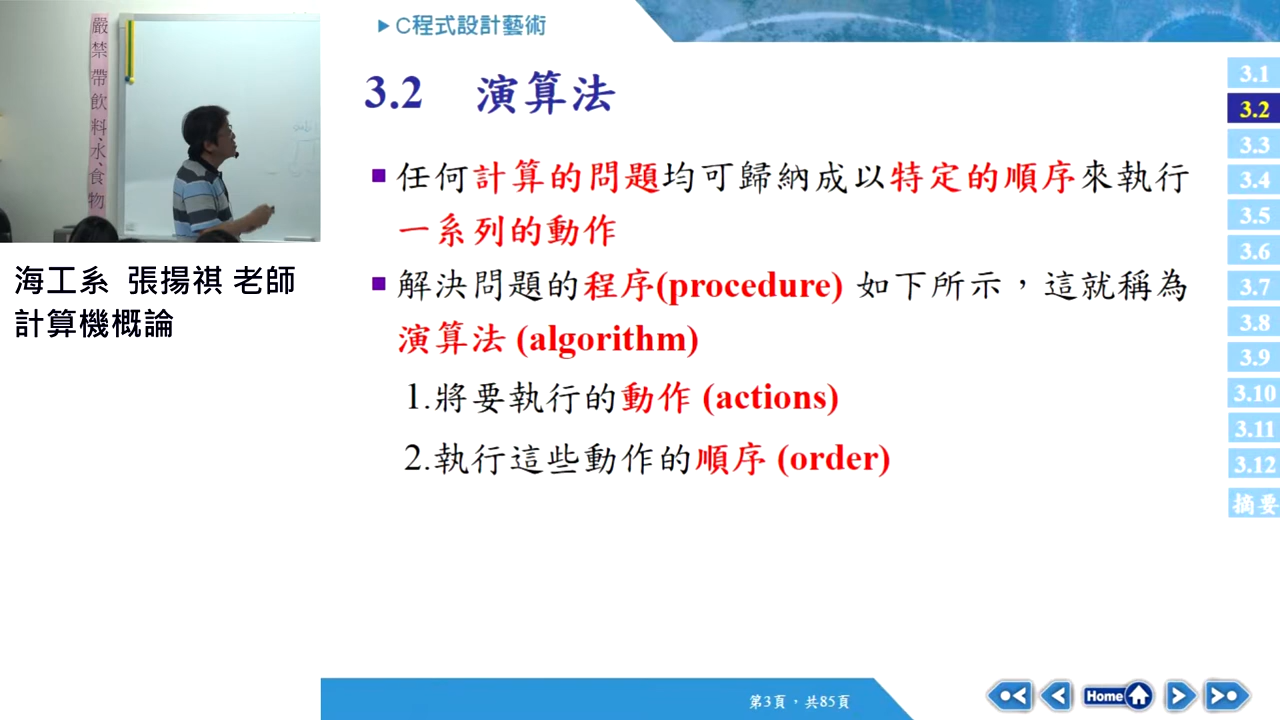 嚴禁帶飲料、水、食物
海工系 張揚祺 老師
計算機概論
C程式設計藝術
3.2 演算法
任何計算的問題均可歸納成以特定的順序來執行
一系列的動作
解決問題的程序(procedure) 如下所示，這就稱為
演算法 (algorithm)
1.將要執行的動作 (actions)
2.執行這些動作的順序 (order)
3.1
3.2
3.3
3.4
3.5
3.6
3.7
3.8
3.9
3.10
3.11
3.12
摘要
第3頁，共85頁
Home